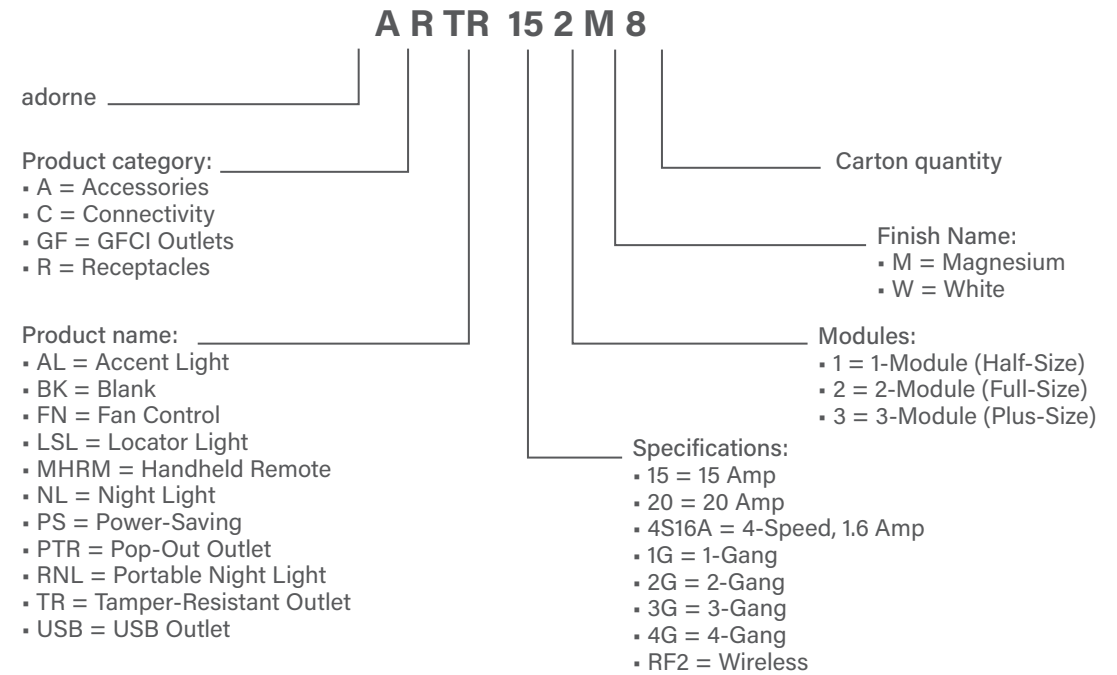 A R TR 15 2 M 8
adorne
Product category:
▪ A = Accessories
▪ C = Connectivity
▪ GF = GFCI Outlets
▪ R = Receptacles
Product name:
▪ AL = Accent Light
▪ BK = Blank
▪ FN = Fan Control
▪ LSL = Locator Light
▪ MHRM = Handheld Remote
▪ NL = Night Light
▪ PS = Power-Saving
▪ PTR = Pop-Out Outlet
▪ RNL = Portable Night Light
▪ TR = Tamper-Resistant Outlet
▪ USB = USB Outlet
Carton quantity
Finish Name:
▪ M = Magnesium
▪ W = White
Modules:
▪ 1 = 1-Module (Half-Size)
▪ 2 = 2-Module (Full-Size)
▪ 3 = 3-Module (Plus-Size)
Specifications:
▪ 15 = 15 Amp
▪ 20 = 20 Amp
▪ 4S16A = 4-Speed, 1.6 Amp
▪ 1G = 1-Gang
▪ 2G = 2-Gang
▪ 3G = 3-Gang
▪ 4G = 4-Gang
▪ RF2 = Wireless